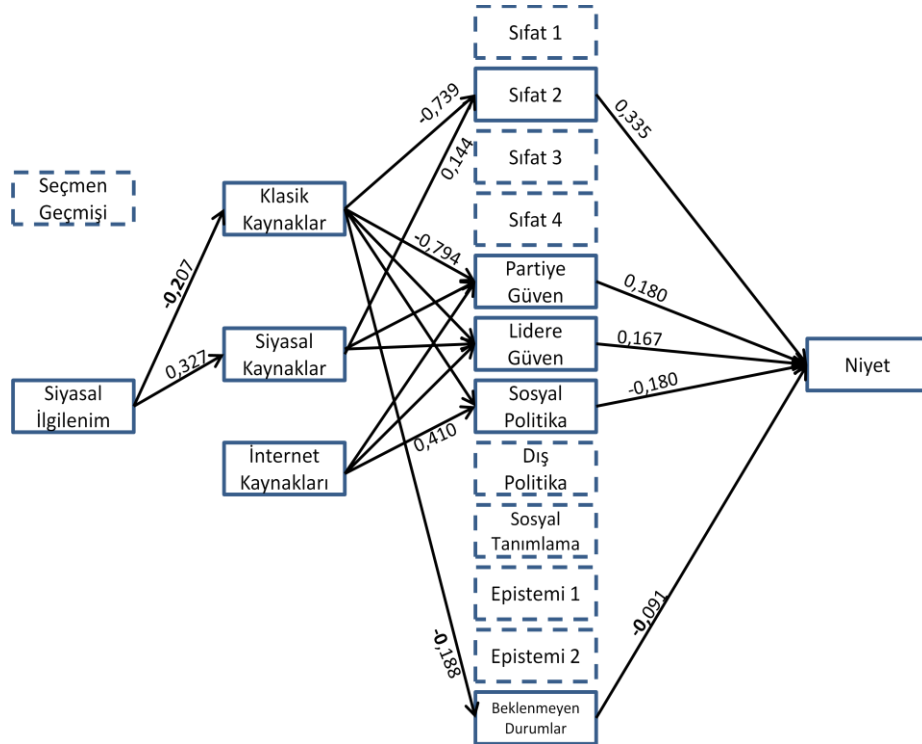 Sıfat 1
Sıfat 2
Sıfat 3
Sıfat 4
Seçmen
Geçmişi
Klasik
Kaynaklar
Siyasal
Kaynaklar
Siyasal
İlgilenim
İnternet
Kaynakları
Partiye
Güven
Lidere
Güven
Sosyal
Politika
Dış
Politika
Sosyal
Tanımlama
Epistemi 1
Epistemi 2
Beklenmeyen
Durumlar
Niyet
-0,207
0,327
-0,739
0,144
-0,794
0,410
-0,188
0,335
0,180
0,167
-0,180
-0,091